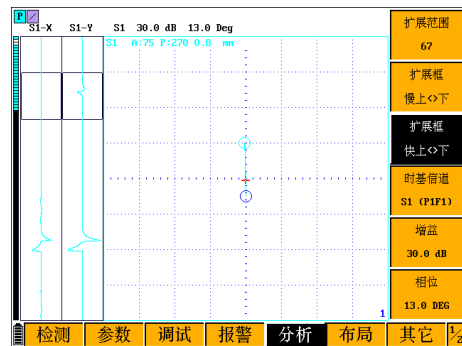 P
S1-X S1-Y S1 30.0 dB 13.0 Deg
S1 A:75 P:270 0.8 mm
1
扩展范围
67
扩展框
慢上<>下
扩展框
快上<>下
时基信道
S1 (P1F1)
增益
30.0 dB
相位
13.0 DEG
检测 参数 调试 报警 分析 布局 其它 1/2